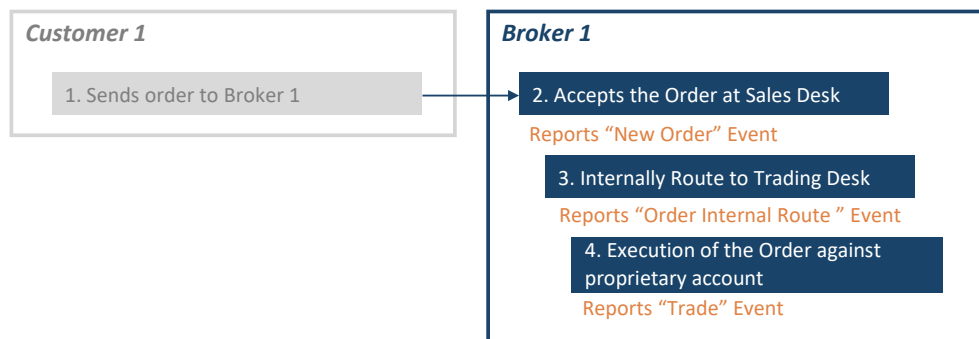 Customer 1
1. Sends order to Broker 1
Broker 1
2. Accepts the Order at Sales Desk
Reports “New Order” Event
3. Internally Route to Trading Desk
Reports “Order Internal Route ” Event
4. Execution of the Order against
proprietary account
Reports “Trade” Event